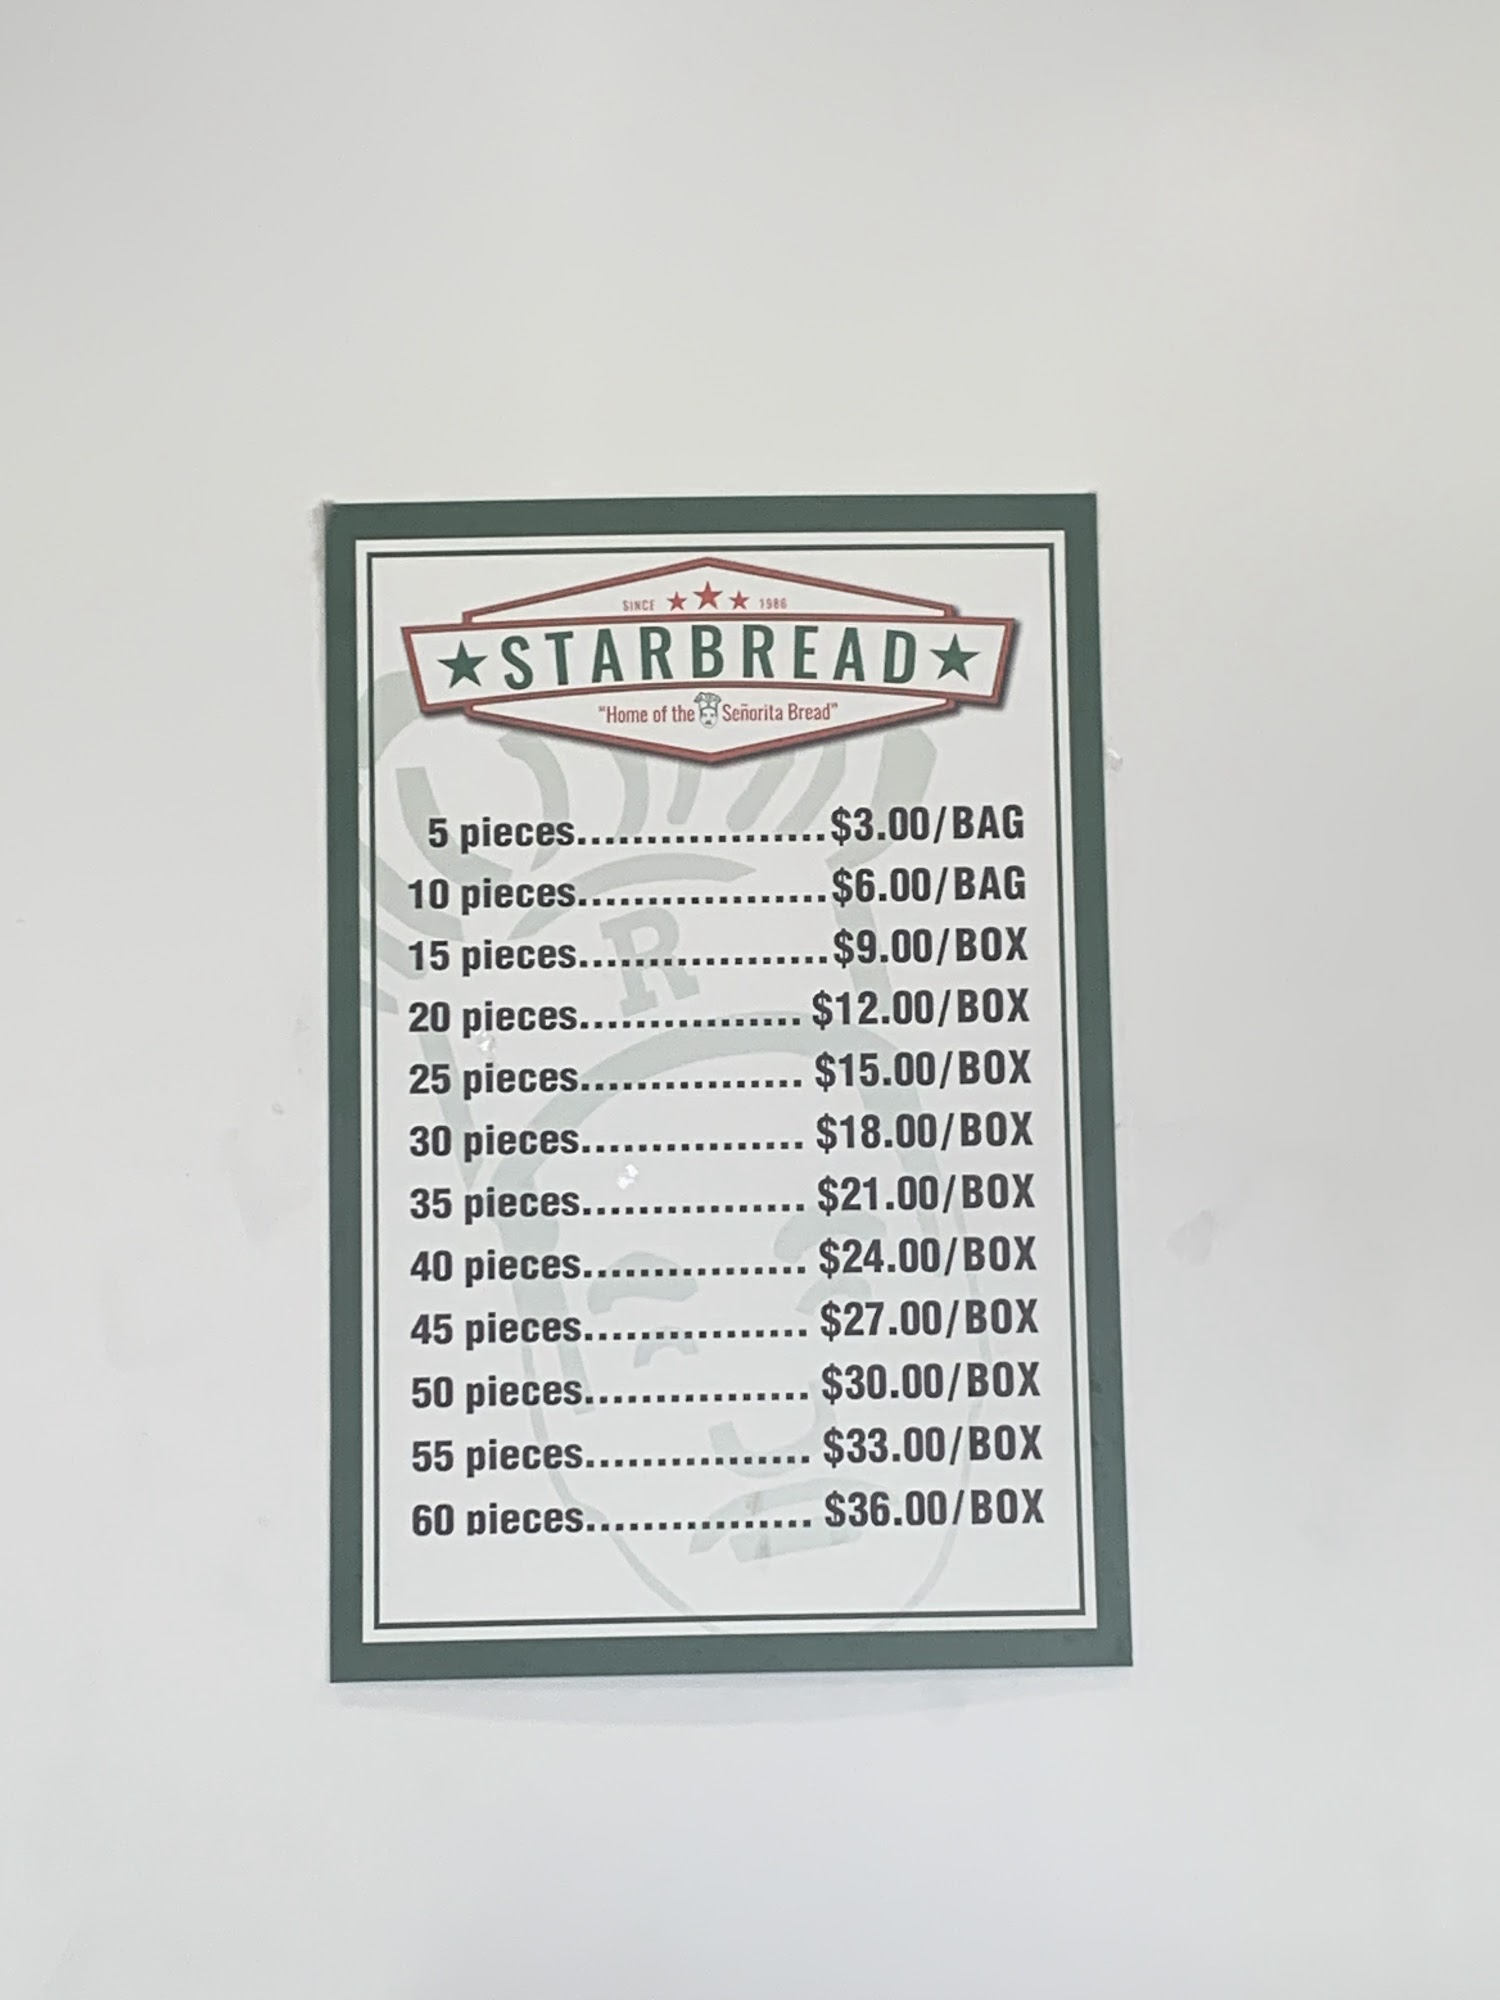 SINCE 1986
STARBREAD
"Home of the Señorita Bread"
R
5 pieces..................$3.00/BAG
10 pieces..................$6.00/BAG
15 pieces..................$9.00/BOX
20 pieces................ $12.00/BOX
25 pieces................ $15.00/BOX
30 pieces................ $18.00/BOX
35 pieces................ $21.00/BOX
40 pieces................ $24.00/BOX
45 pieces................ $27.00/BOX
50 pieces................ $30.00/BOX
55 pieces................ $33.00/BOX
60 pieces................ $36.00/BOX